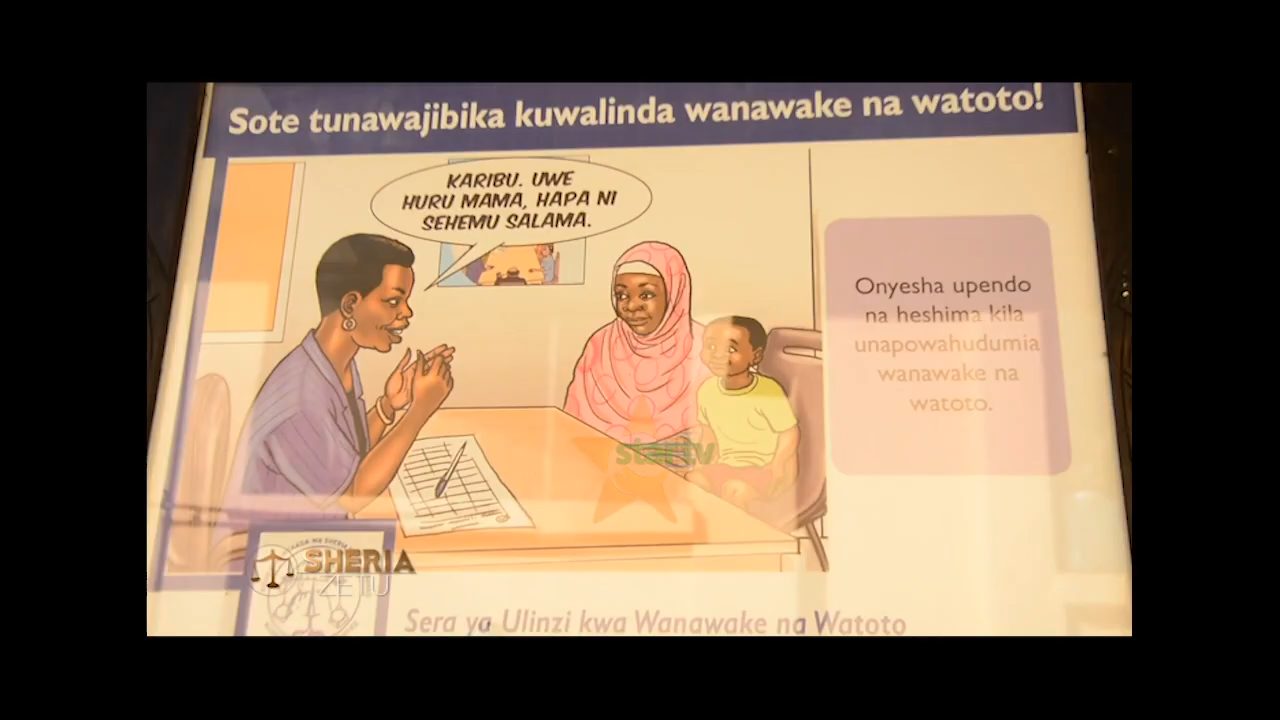 Sote tunawajibika kuwalinda wanawake na watoto!
KARIBU. UWE
HURU MAMA, HAPA NI
SEHEMU SALAMA.
Onyesha upendo
na heshima kila
unapowahudumia
wanawake na
watoto.
startv
SHERIA
ZETU
Sera ya Ulinzi kwa Wanawake na Watoto